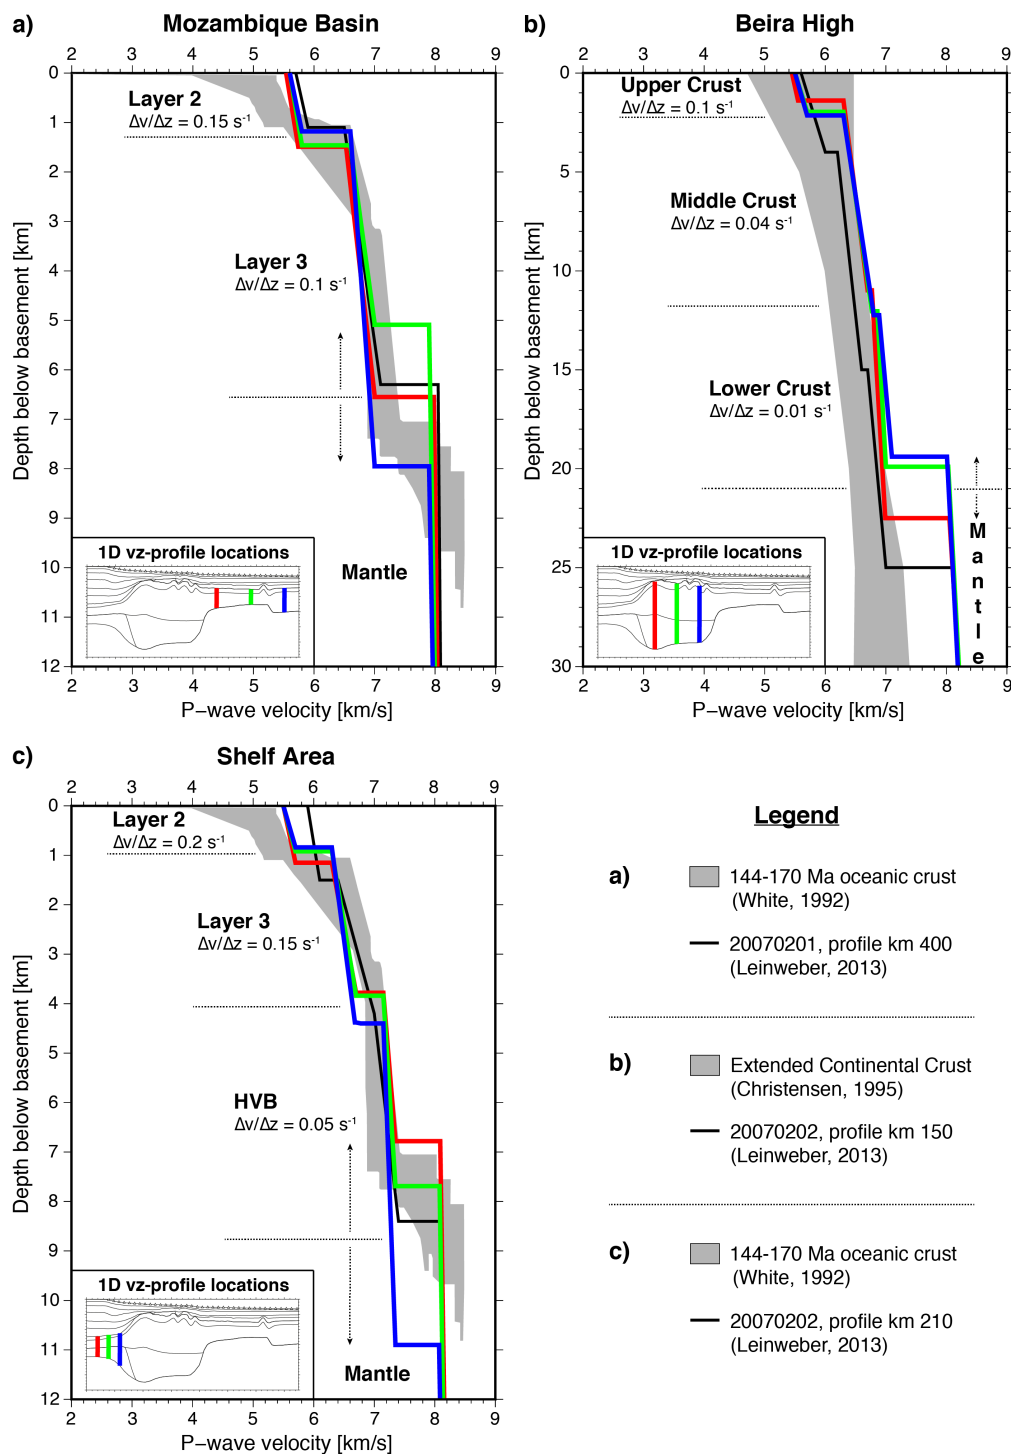 a) Mozambique Basin
2 3 4 5 6 7 8 9
0
1
2
3
4
5
6
7
8
9
10
11
12
Depth below basement [km]
Layer 2
Δv/Δz = 0.15 s⁻¹
Layer 3
Δv/Δz = 0.1 s⁻¹
Mantle
1D vz−profile locations
2 3 4 5 6 7 8 9
P−wave velocity [km/s]
b) Beira High
2 3 4 5 6 7 8 9
0
5
10
15
20
25
30
Depth below basement [km]
Upper Crust
Δv/Δz = 0.1 s⁻¹
Middle Crust
Δv/Δz = 0.04 s⁻¹
Lower Crust
Δv/Δz = 0.01 s⁻¹
M
a
n
t
l
e
1D vz−profile locations
2 3 4 5 6 7 8 9
P−wave velocity [km/s]
c) Shelf Area
2 3 4 5 6 7 8 9
0
1
2
3
4
5
6
7
8
9
10
11
12
Depth below basement [km]
Layer 2
Δv/Δz = 0.2 s⁻¹
Layer 3
Δv/Δz = 0.15 s⁻¹
HVB
Δv/Δz = 0.05 s⁻¹
Mantle
1D vz−profile locations
2 3 4 5 6 7 8 9
P−wave velocity [km/s]
Legend
a) 144-170 Ma oceanic crust
(White, 1992)
20070201, profile km 400
(Leinweber, 2013)
b) Extended Continental Crust
(Christensen, 1995)
20070202, profile km 150
(Leinweber, 2013)
c) 144-170 Ma oceanic crust
(White, 1992)
20070202, profile km 210
(Leinweber, 2013)